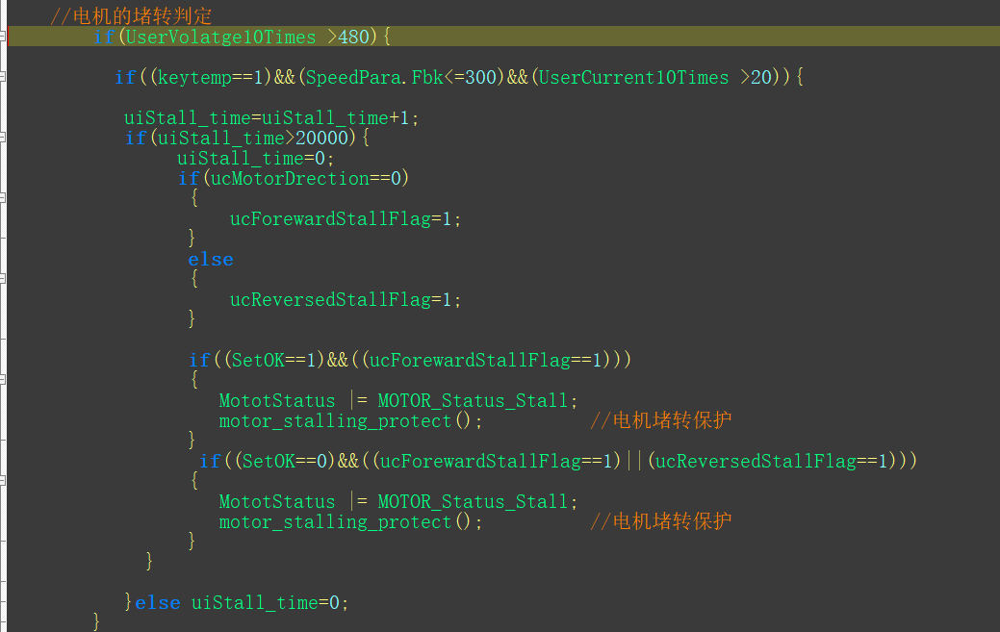 //电机的堵转判定
if(UserVolatge10Times >480){
if((keytemp==1)&&(SpeedPara.Fbk<=300)&&(UserCurrent10Times >20)){
uiStall_time=uiStall_time+1;
if(uiStall_time>20000){
uiStall_time=0;
if(ucMotorDrection==0)
{
ucForewardStallFlag=1;
}
else
{
ucReversedStallFlag=1;
}
if((SetOK==1)&&((ucForewardStallFlag==1)))
{
MototStatus |= MOTOR_Status_Stall;
motor_stalling_protect(); //电机堵转保护
}
if((SetOK==0)&&((ucForewardStallFlag==1)||(ucReversedStallFlag==1)))
{
MototStatus |= MOTOR_Status_Stall;
motor_stalling_protect(); //电机堵转保护
}
}
}else uiStall_time=0;
}